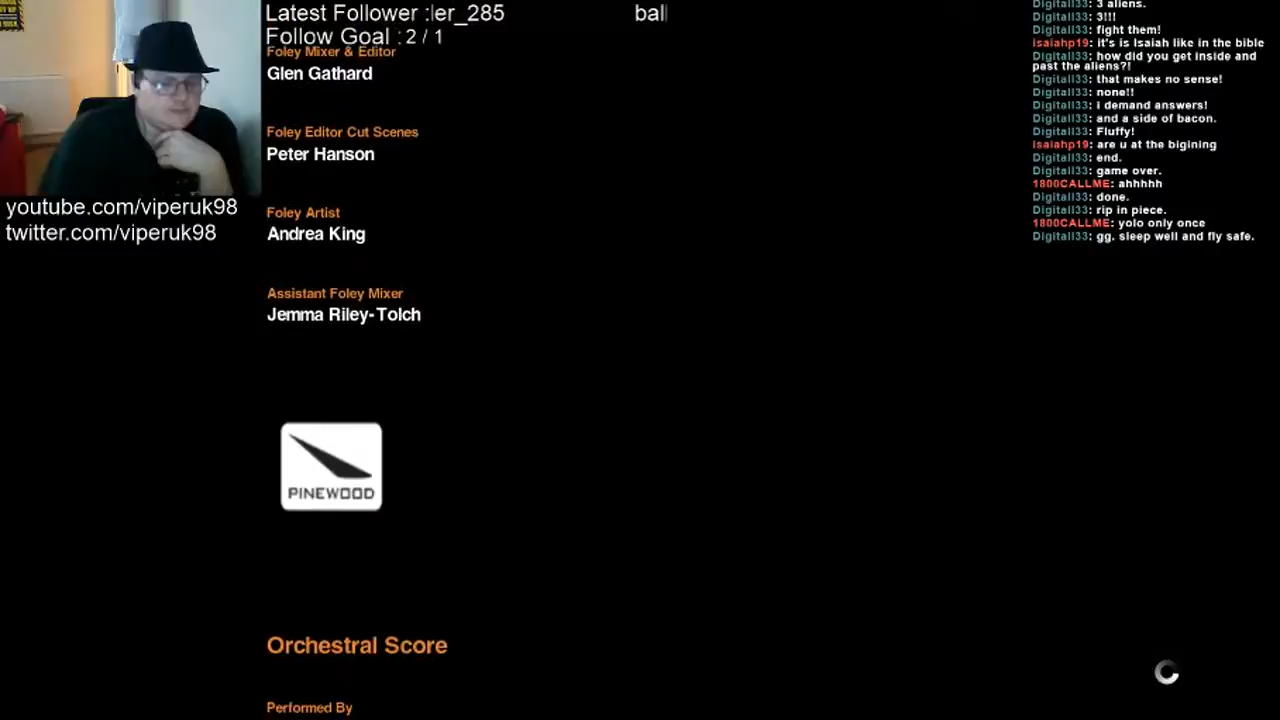 Latest Follower :ler_285 ball
Follow Goal : 2 / 1
Foley Mixer & Editor
Glen Gathard
Foley Editor Cut Scenes
Peter Hanson
youtube.com/viperuk98
twitter.com/viperuk98
Foley Artist
Andrea King
Assistant Foley Mixer
Jemma Riley-Tolch
PINEWOOD
Orchestral Score
Performed By
Digitall33: 3 aliens.
Digitall33: 3!!!
Digitall33: fight them!
isaiahp19: it's is Isaiah like in the bible
Digitall33: how did you get inside and
past the aliens?!
Digitall33: that makes no sense!
Digitall33: none!!
Digitall33: i demand answers!
Digitall33: and a side of bacon.
Digitall33: Fluffy!
isaiahp19: are u at the bigining
Digitall33: end.
Digitall33: game over.
1800CALLME: ahhhhh
Digitall33: done.
Digitall33: rip in piece.
1800CALLME: yolo only once
Digitall33: gg. sleep well and fly safe.